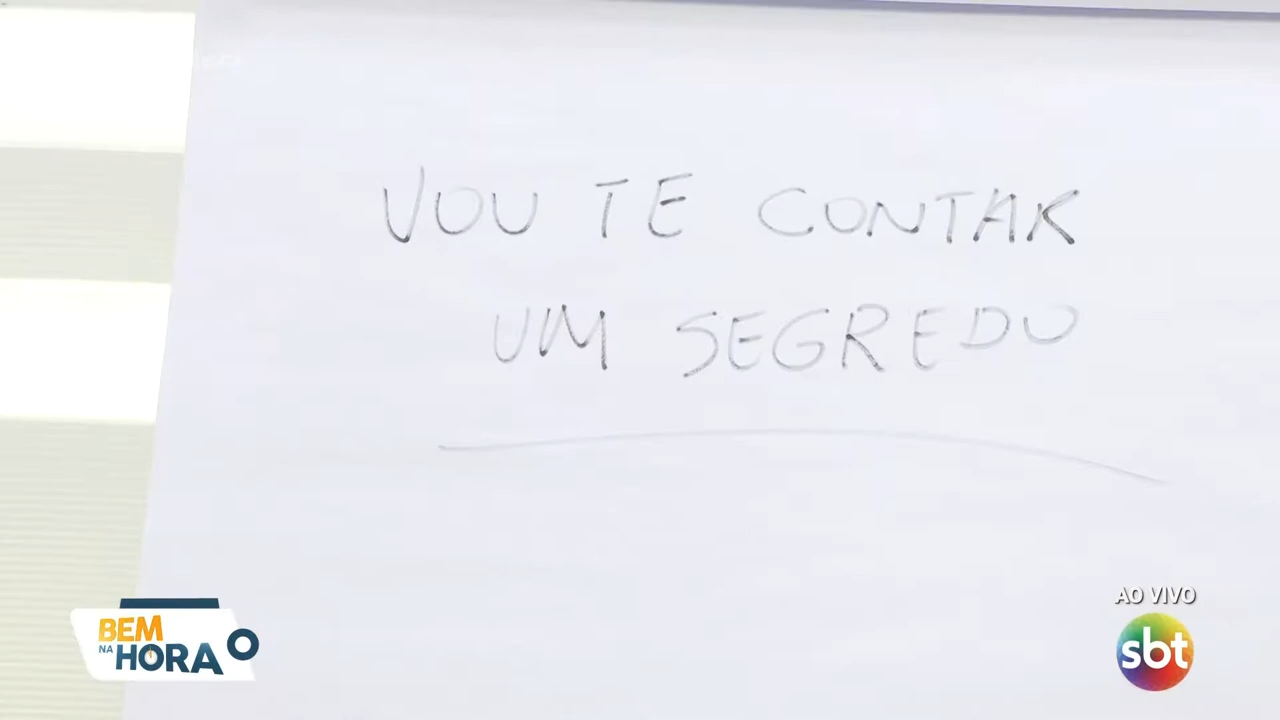 VOU TE CONTAR
UM SEGREDO
BEM
NA HORA
AO VIVO
sbt